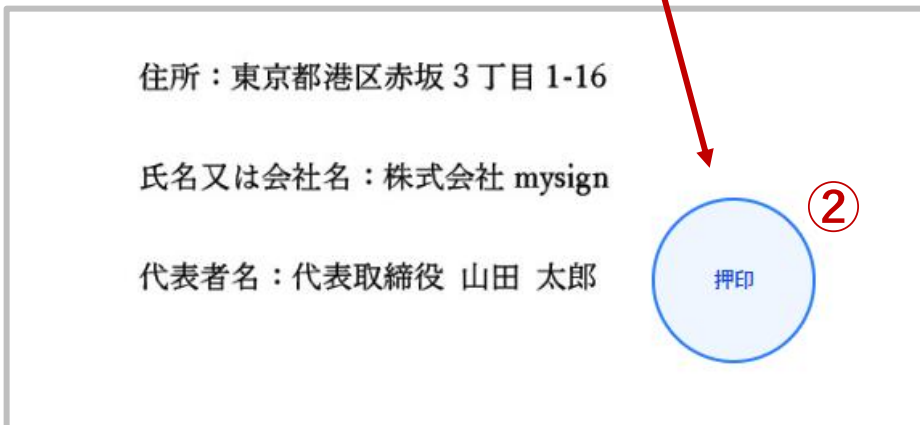 住所：東京都港区赤坂 3 丁目 1-16
氏名又は会社名：株式会社 mysign
②
代表者名：代表取締役 山田 太郎
押印